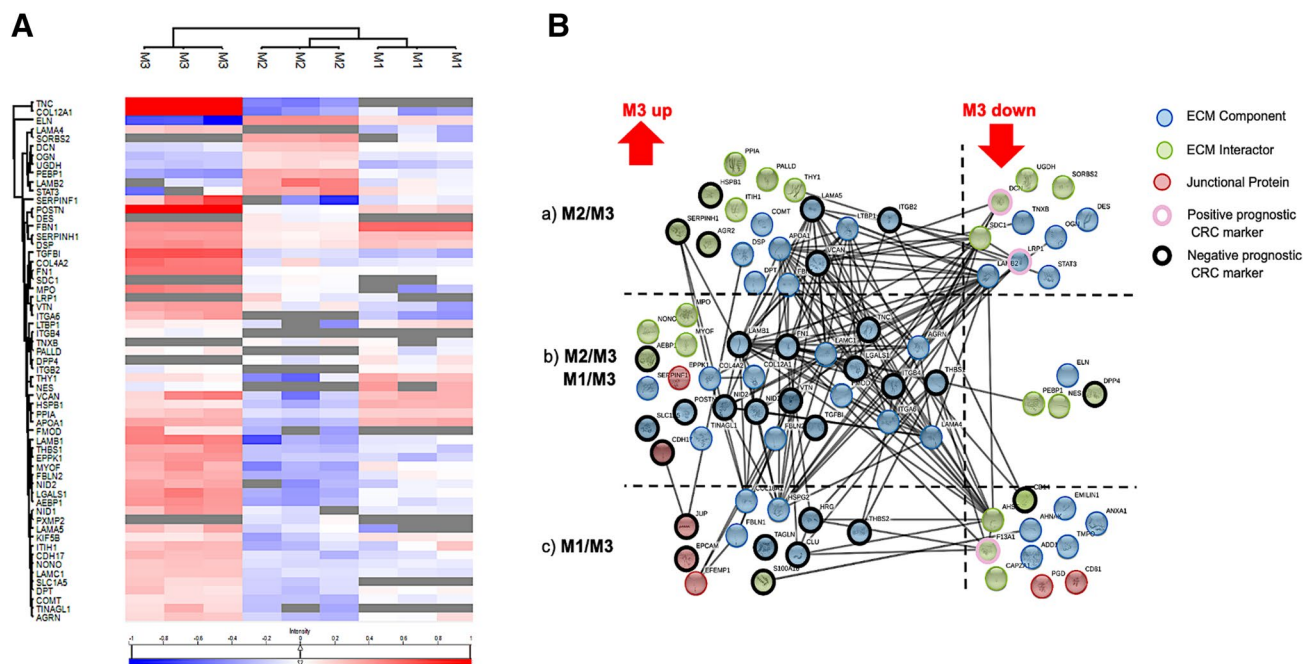 A
M3 M3 M3 M2 M2 M2 M1 M1 M1
TNC
COL12A1
ELN
LAMA4
SORBS2
DCN
OGN
UGDH
PEBP1
LAMB2
STAT3
SERPINF1
POSTN
DES
FBN1
SERPINH1
DSP
TGFBI
COL4A2
FN1
SDC1
MPO
LRP1
VTN
ITGA6
LTBP1
ITGB4
TNXB
PALLD
DPP4
ITGB2
THY1
NES
VCAN
HSPB1
PPIA
APOA1
FMOD
LAMB1
THBS1
EPPK1
MYOF
FBLN2
NID2
LGALS1
AEBP1
NID1
PXMP2
LAMA5
KIF5B
ITIH1
CDH17
NONO
LAMC1
SLC1A5
DPT
COMT
TINAGL1
AGRN
Intensity
-1 -0.8 -0.6 -0.4 -0.2 0 0.2 0.4 0.6 0.8 1
B
M3 up
M3 down
ECM Component
ECM Interactor
Junctional Protein
Positive prognostic
CRC marker
Negative prognostic
CRC marker
a) M2/M3
PPIA
PALLD
HSPB1
THY1
ITIH1
LAMA5
SERPINH1
AGR2
COMT
LTBP1
ITGB2
DSP
APOA1
VCAN
DPT
UGDH
SORBS2
DCN
TNXB
DES
SDC1
OGN
LRP1
LAMB2
STAT3
b) M2/M3
M1/M3
MPO
NONO
MYOF
AEBP1
SERPINF1
EPPK1
COL4A2
COL12A1
LAMB1
FN1
LAMC1
TNC
AGRN
LGALS1
ITGB4
THBS1
POSTN
NID2
VTN
FMOD
ITGA6
TINAGL1
CDH17
FBLN2
TGFBI
LAMA4
ELN
PEBP1
NES
DPP4
c) M1/M3
JUP
EPCAM
EFEMP1
FBLN1
HSPG2
HRG
TAGLN
CLU
THBS2
CD14
EMILIN1
AHNAK
ANXA1
F13A1
ADD1
TMPO
CAPZA1
PGD
CD81